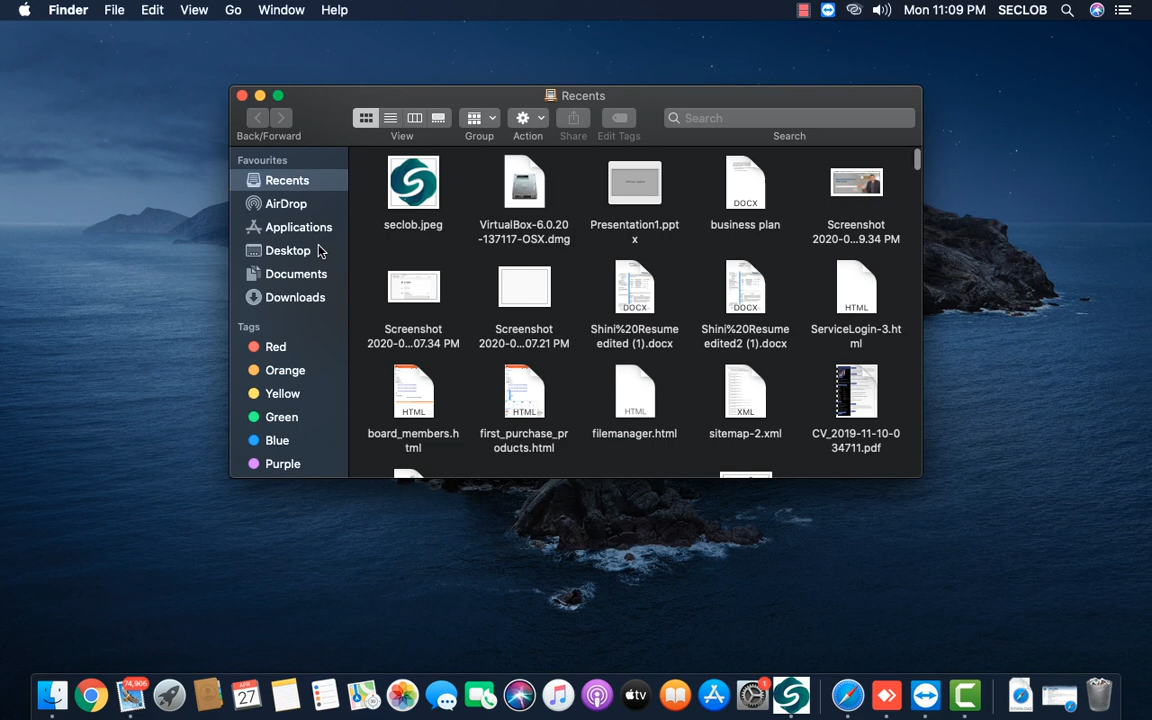 Finder File Edit View Go Window Help Mon 11:09 PM SECLOB
Recents
Back/Forward View Group Action Share Edit Tags Search
Search
Favourites
Recents
AirDrop
Applications
Desktop
Documents
Downloads
Tags
Red
Orange
Yellow
Green
Blue
Purple
seclob.jpeg
VirtualBox-6.0.20
-137117-OSX.dmg
Presentation1.ppt
x
DOCX
business plan
Screenshot
2020-0...9.34 PM
Screenshot
2020-0...07.34 PM
Screenshot
2020-0...07.21 PM
DOCX
Shini%20Resume
edited (1).docx
DOCX
Shini%20Resume
edited2 (1).docx
HTML
ServiceLogin-3.ht
ml
HTML
board_members.h
tml
HTML
first_purchase_pr
oducts.html
HTML
filemanager.html
XML
sitemap-2.xml
CV_2019-11-10-0
34711.pdf
74,905
APR
27
tv
1